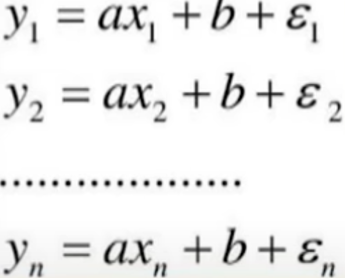 y₁ = ax₁ + b + ε₁
y₂ = ax₂ + b + ε₂
...................
yₙ = axₙ + b + εₙ